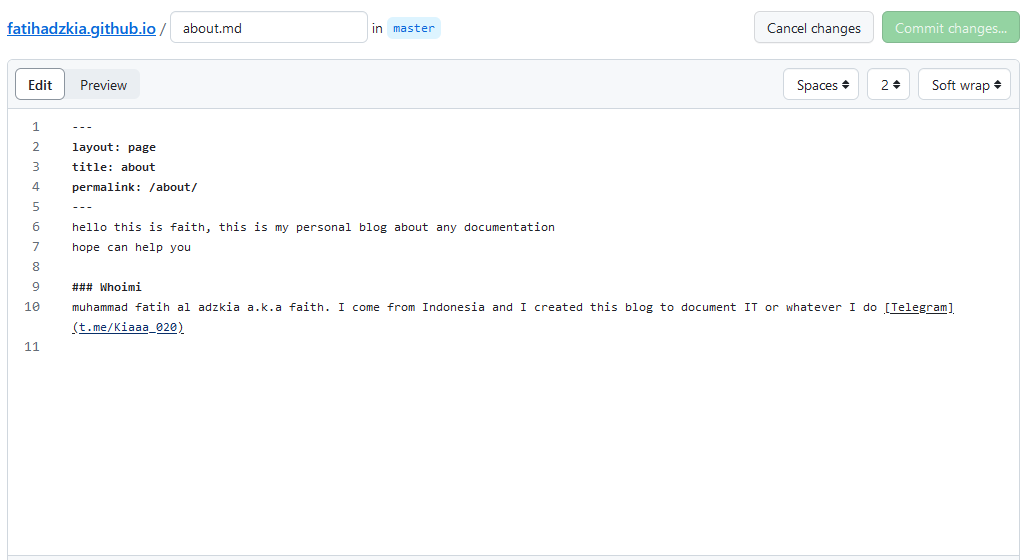 fatihadzkia.github.io / about.md in master Cancel changes Commit changes...
Edit Preview Spaces 2 Soft wrap
1 ---
2 layout: page
3 title: about
4 permalink: /about/
5 ---
6 hello this is faith, this is my personal blog about any documentation
7 hope can help you
8
9 ### Whoimi
10 muhammad fatih al adzkia a.k.a faith. I come from Indonesia and I created this blog to document IT or whatever I do [Telegram]
(t.me/Kiaaa_020)
11